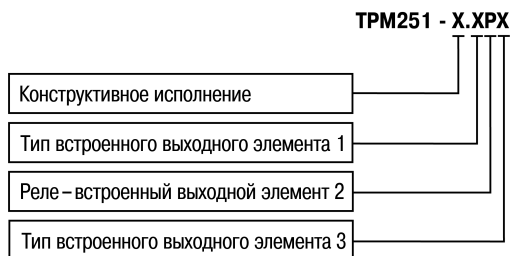 ТРМ251 - Х.ХРХ
Конструктивное исполнение
Тип встроенного выходного элемента 1
Реле – встроенный выходной элемент 2
Тип встроенного выходного элемента 3